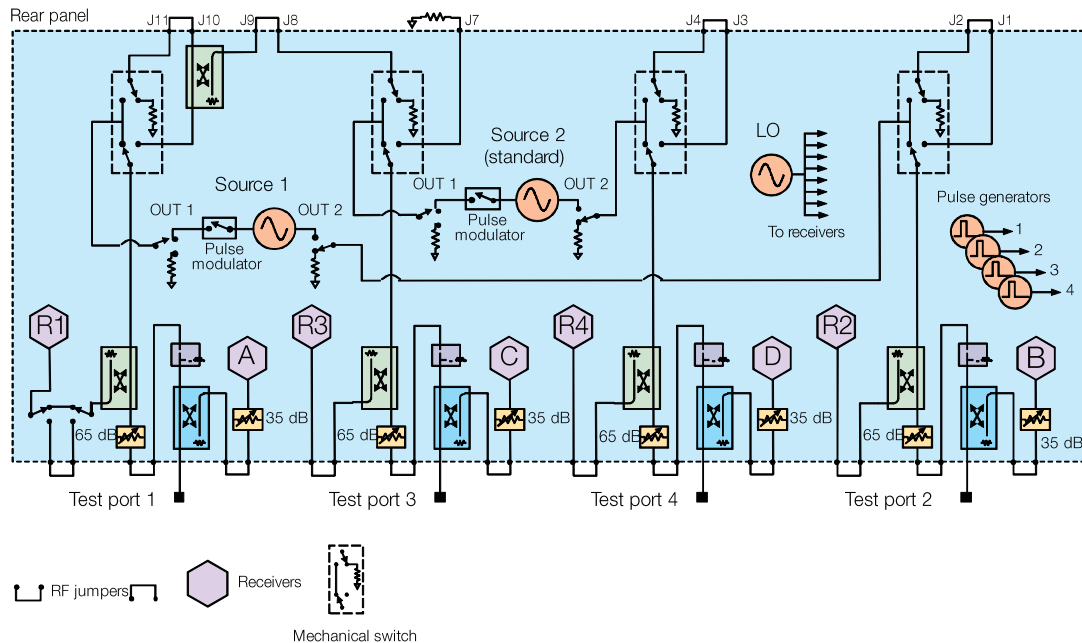 Rear panel
J11 J10 J9 J8 J7 J4 J3 J2 J1
Source 1
OUT 1
OUT 2
Pulse
modulator
Source 2
(standard)
OUT 1
OUT 2
Pulse
modulator
LO
To receivers
Pulse generators
1
2
3
4
R1
A
R3
C
R4
D
R2
B
65 dB
35 dB
65 dB
35 dB
65 dB
35 dB
65 dB
35 dB
Test port 1
Test port 3
Test port 4
Test port 2
RF jumpers
Receivers
Mechanical switch